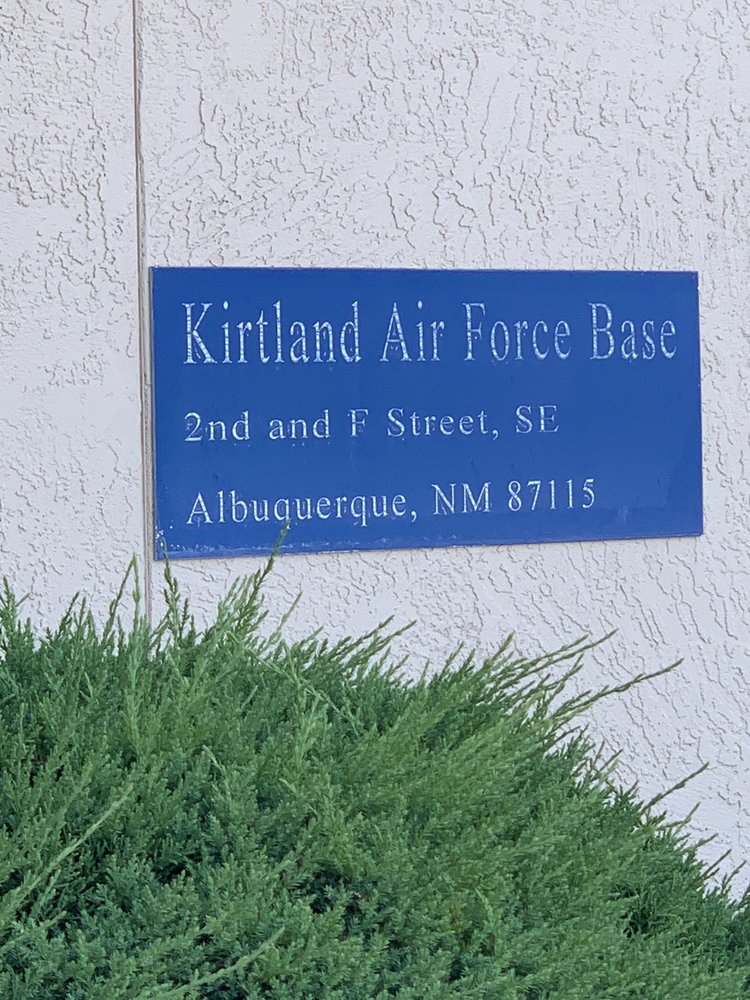 Kirtland Air Force Base
2nd and F Street, SE
Albuquerque, NM 87115